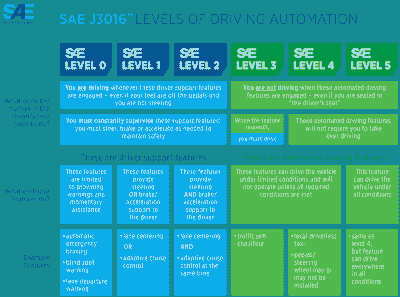 SAE
SAE J3016™ LEVELS OF DRIVING AUTOMATION
SAE
LEVEL 0
SAE
LEVEL 1
SAE
LEVEL 2
SAE
LEVEL 3
SAE
LEVEL 4
SAE
LEVEL 5
What does the
human in the
driver's seat
have to do?
You are driving whenever these driver support features
are engaged – even if your feet are off the pedals and
you are not steering
You are not driving when these automated driving
features are engaged – even if you are seated in
"the driver's seat"
You must constantly supervise these support features;
you must steer, brake or accelerate as needed to
maintain safety
When the feature
requests,
you must drive
These automated driving features
will not require you to take
over driving
These are driver support features
These are automated driving features
What do these
features do?
These features
are limited
to providing
warnings and
momentary
assistance
These features
provide
steering
OR brake/
acceleration
support to
the driver
These features
provide
steering
AND brake/
acceleration
support to
the driver
These features can drive the vehicle
under limited conditions and will
not operate unless all required
conditions are met
This feature
can drive the
vehicle under
all conditions
Example
Features
•automatic
emergency
braking
•blind spot
warning
•lane departure
warning
•lane centering
OR
•adaptive cruise
control
•lane centering
AND
•adaptive cruise
control at the
same time
•traffic jam
chauffeur
•local driverless
taxi
•pedals/
steering
wheel may or
may not be
installed
•same as
level 4,
but feature
can drive
everywhere
in all
conditions